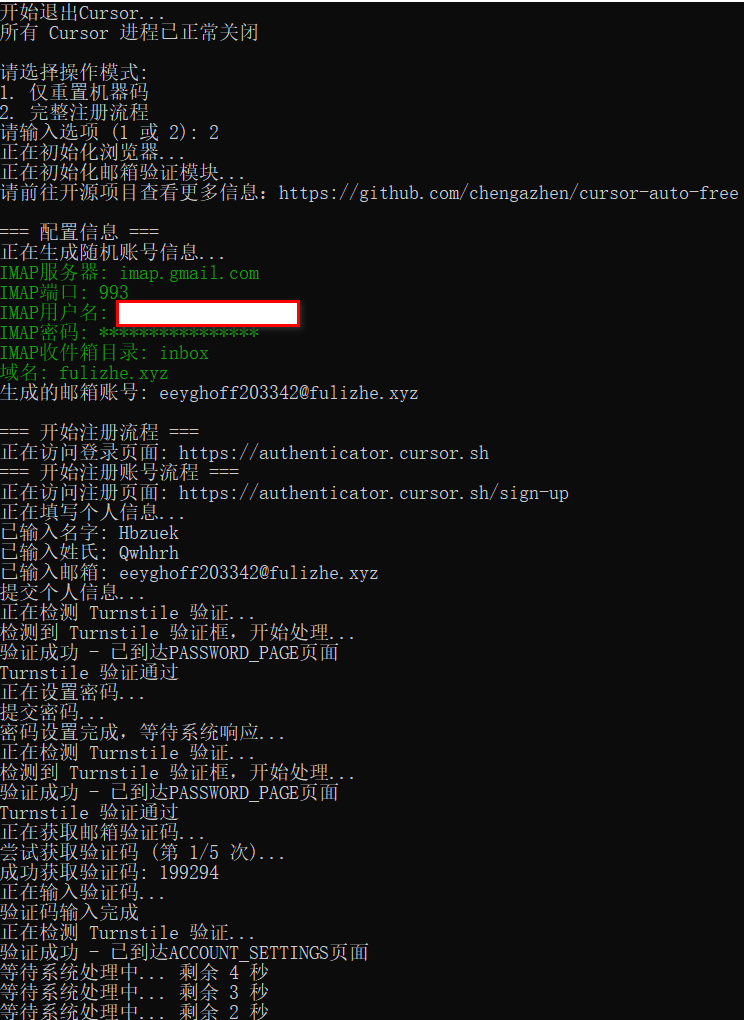 开始退出Cursor...
所有 Cursor 进程已正常关闭
请选择操作模式:
1. 仅重置机器码
2. 完整注册流程
请输入选项 (1 或 2): 2
正在初始化浏览器...
正在初始化邮箱验证模块...
请前往开源项目查看更多信息：https://github.com/chengazhen/cursor-auto-free
=== 配置信息 ===
正在生成随机账号信息...
IMAP服务器: imap.gmail.com
IMAP端口: 993
IMAP用户名:
IMAP密码: ****************
IMAP收件箱目录: inbox
域名: fulizhe.xyz
生成的邮箱账号: eeyghoff203342@fulizhe.xyz
=== 开始注册流程 ===
正在访问登录页面: https://authenticator.cursor.sh
=== 开始注册账号流程 ===
正在访问注册页面: https://authenticator.cursor.sh/sign-up
正在填写个人信息...
已输入名字: Hbzuek
已输入姓氏: Qwhhrh
已输入邮箱: eeyghoff203342@fulizhe.xyz
提交个人信息...
正在检测 Turnstile 验证...
检测到 Turnstile 验证框，开始处理...
验证成功 - 已到达PASSWORD_PAGE页面
Turnstile 验证通过
正在设置密码...
提交密码...
密码设置完成，等待系统响应...
正在检测 Turnstile 验证...
检测到 Turnstile 验证框，开始处理...
验证成功 - 已到达PASSWORD_PAGE页面
Turnstile 验证通过
正在获取邮箱验证码...
尝试获取验证码 (第 1/5 次)...
成功获取验证码: 199294
正在输入验证码...
验证码输入完成
正在检测 Turnstile 验证...
验证成功 - 已到达ACCOUNT_SETTINGS页面
等待系统处理中... 剩余 4 秒
等待系统处理中... 剩余 3 秒
等待系统处理中... 剩余 2 秒